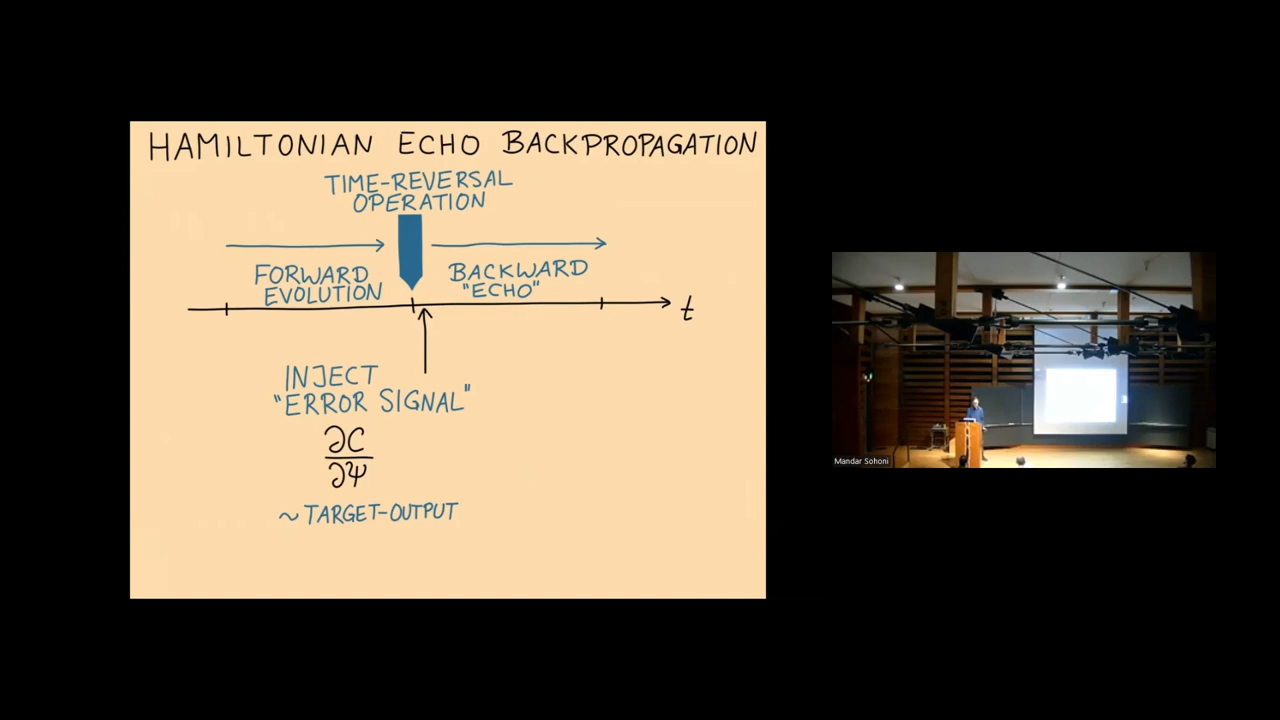 HAMILTONIAN ECHO BACKPROPAGATION
TIME-REVERSAL
OPERATION
FORWARD
EVOLUTION
BACKWARD
"ECHO"
t
INJECT
"ERROR SIGNAL"
∂C
∂Ψ
~ TARGET-OUTPUT
Mandar Sohoni